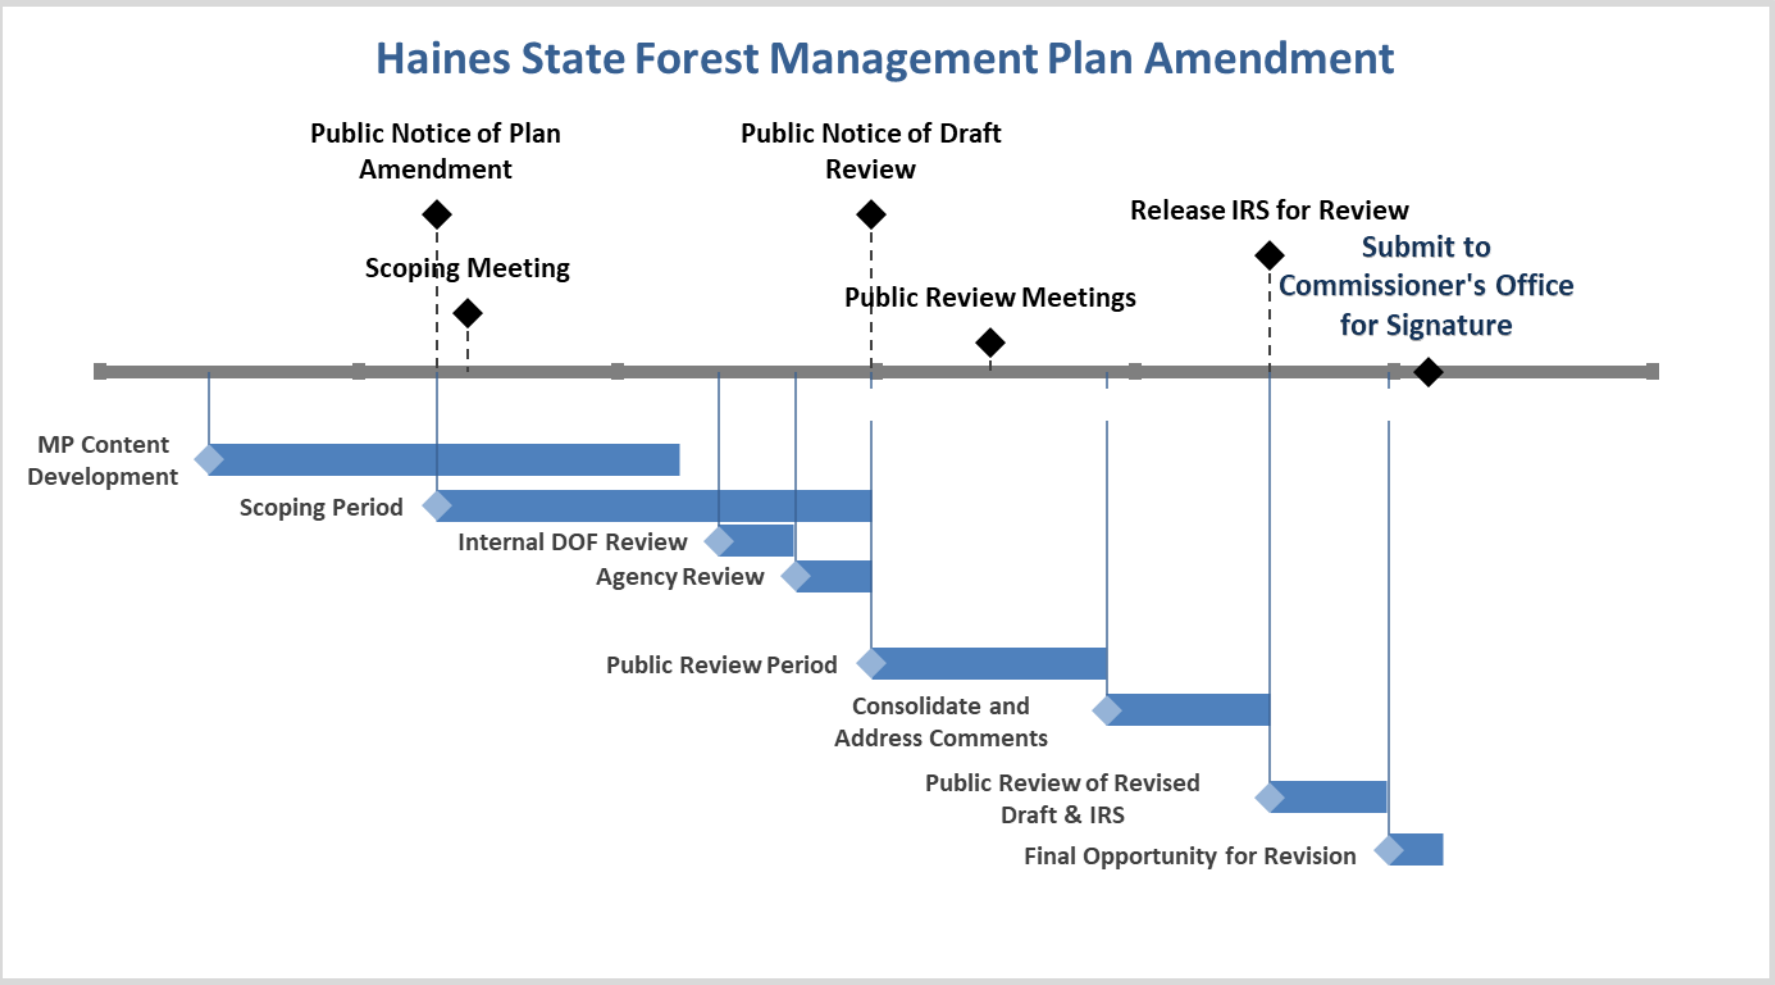 Haines State Forest Management Plan Amendment
Public Notice of Plan
Amendment
Public Notice of Draft
Review
Release IRS for Review
Scoping Meeting
Public Review Meetings
Submit to
Commissioner's Office
for Signature
MP Content
Development
Scoping Period
Internal DOF Review
Agency Review
Public Review Period
Consolidate and
Address Comments
Public Review of Revised
Draft & IRS
Final Opportunity for Revision